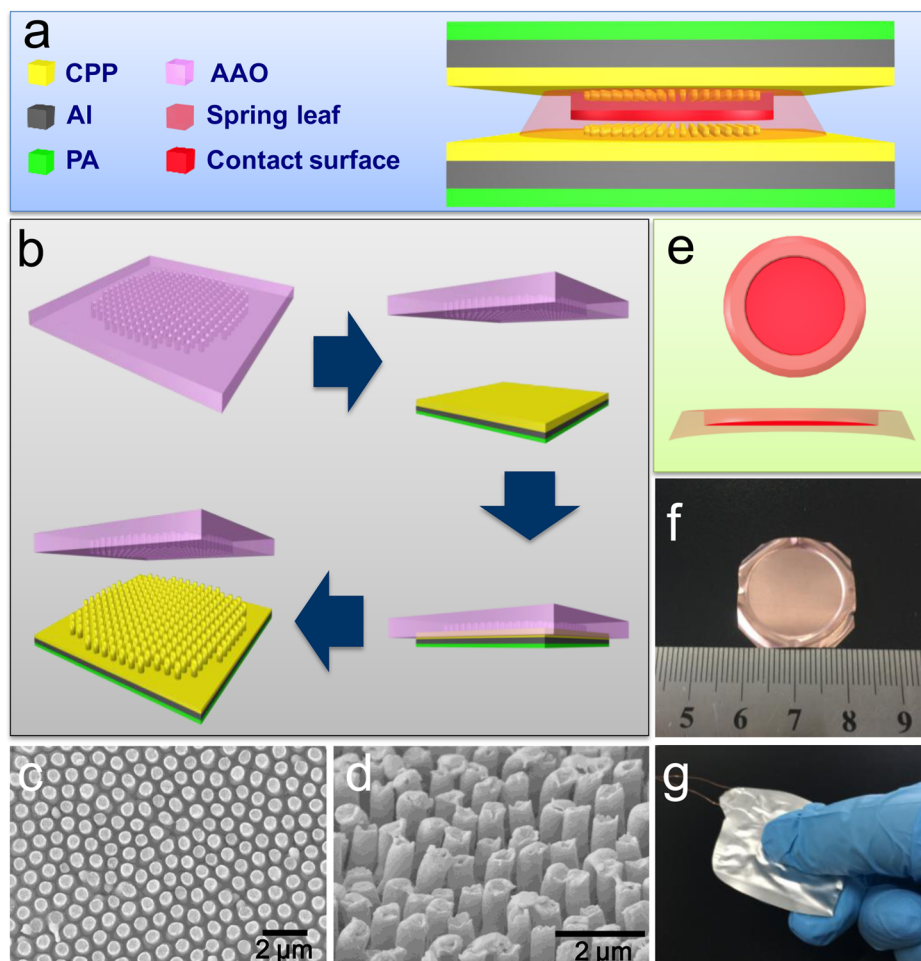 a
CPP AAO
Al Spring leaf
PA Contact surface
b
e
f
5 6 7 8 9
c
2 μm
d
2 μm
g